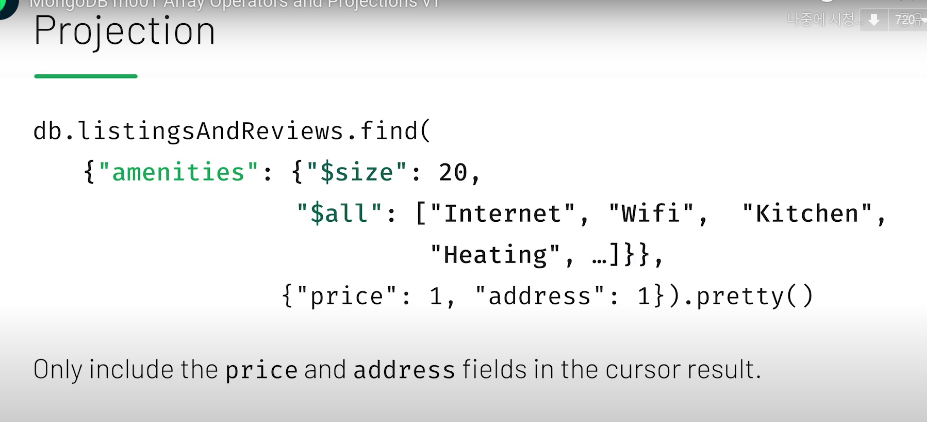 MongoDB m001 Array Operators and Projections V1
나중에 시청
720
Projection
db.listingsAndReviews.find(
{"amenities": {"$size": 20,
"$all": ["Internet", "Wifi", "Kitchen",
"Heating", …]}},
{"price": 1, "address": 1}).pretty()
Only include the price and address fields in the cursor result.